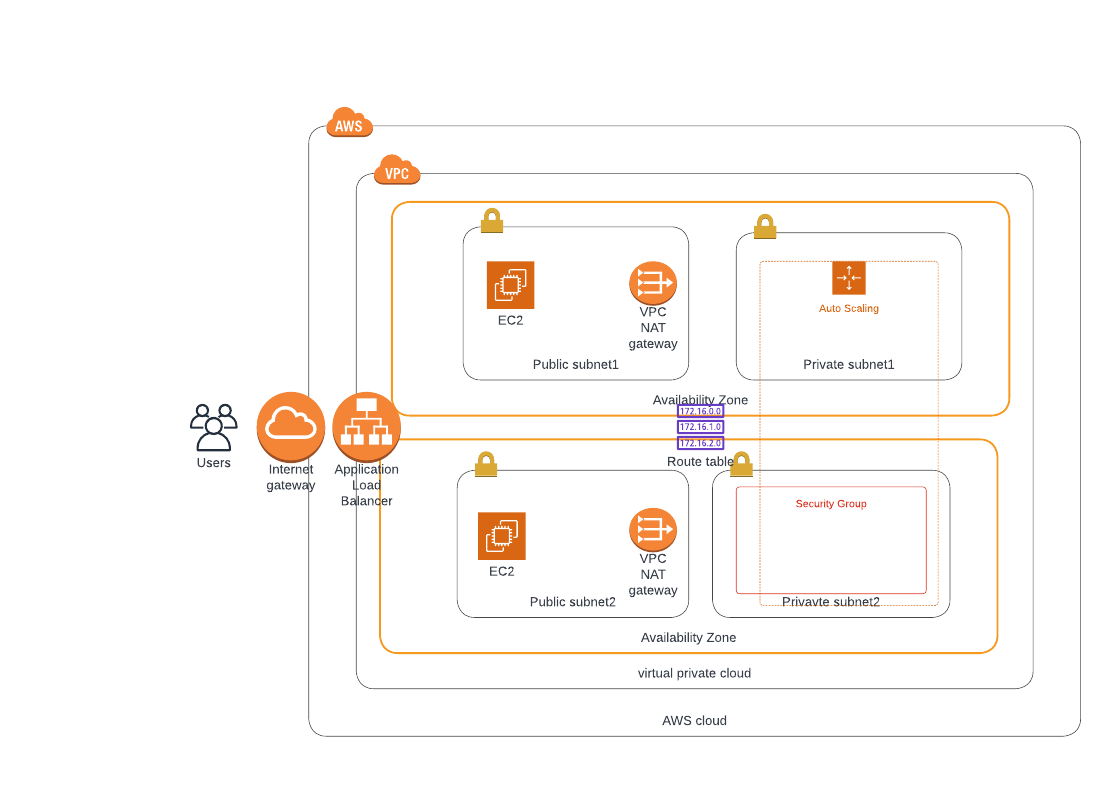 AWS
VPC
EC2
VPC
NAT
gateway
Public subnet1
Auto Scaling
Private subnet1
Availability Zone
172.16.0.0
172.16.1.0
172.16.2.0
Route table
Users
Internet
gateway
Application
Load
Balancer
EC2
VPC
NAT
gateway
Public subnet2
Security Group
Privavte subnet2
Availability Zone
virtual private cloud
AWS cloud